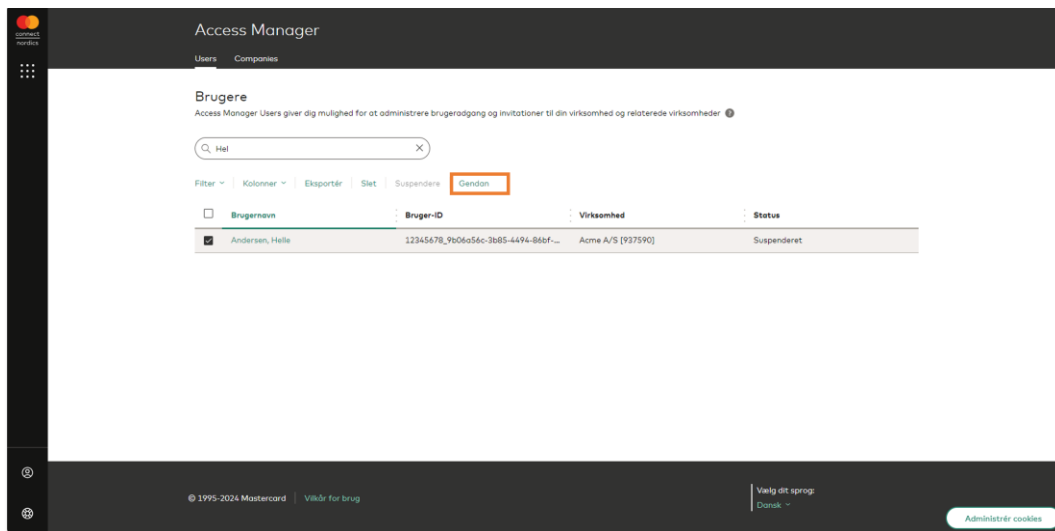 connect
nordics
Access Manager
Users Companies
Brugere
Access Manager Users giver dig mulighed for at administrere brugeradgang og invitationer til din virksomhed og relaterede virksomheder ?
Hel
Filter Kolonner Eksportér Slet Suspendere Gendan
Brugernavn Bruger-ID Virksomhed Status
Andersen, Helle 12345678_9b06a56c-3b85-4494-86bf-... Acme A/S [937590] Suspenderet
© 1995-2024 Mastercard Vilkår for brug
Vælg dit sprog:
Dansk
Administrér cookies